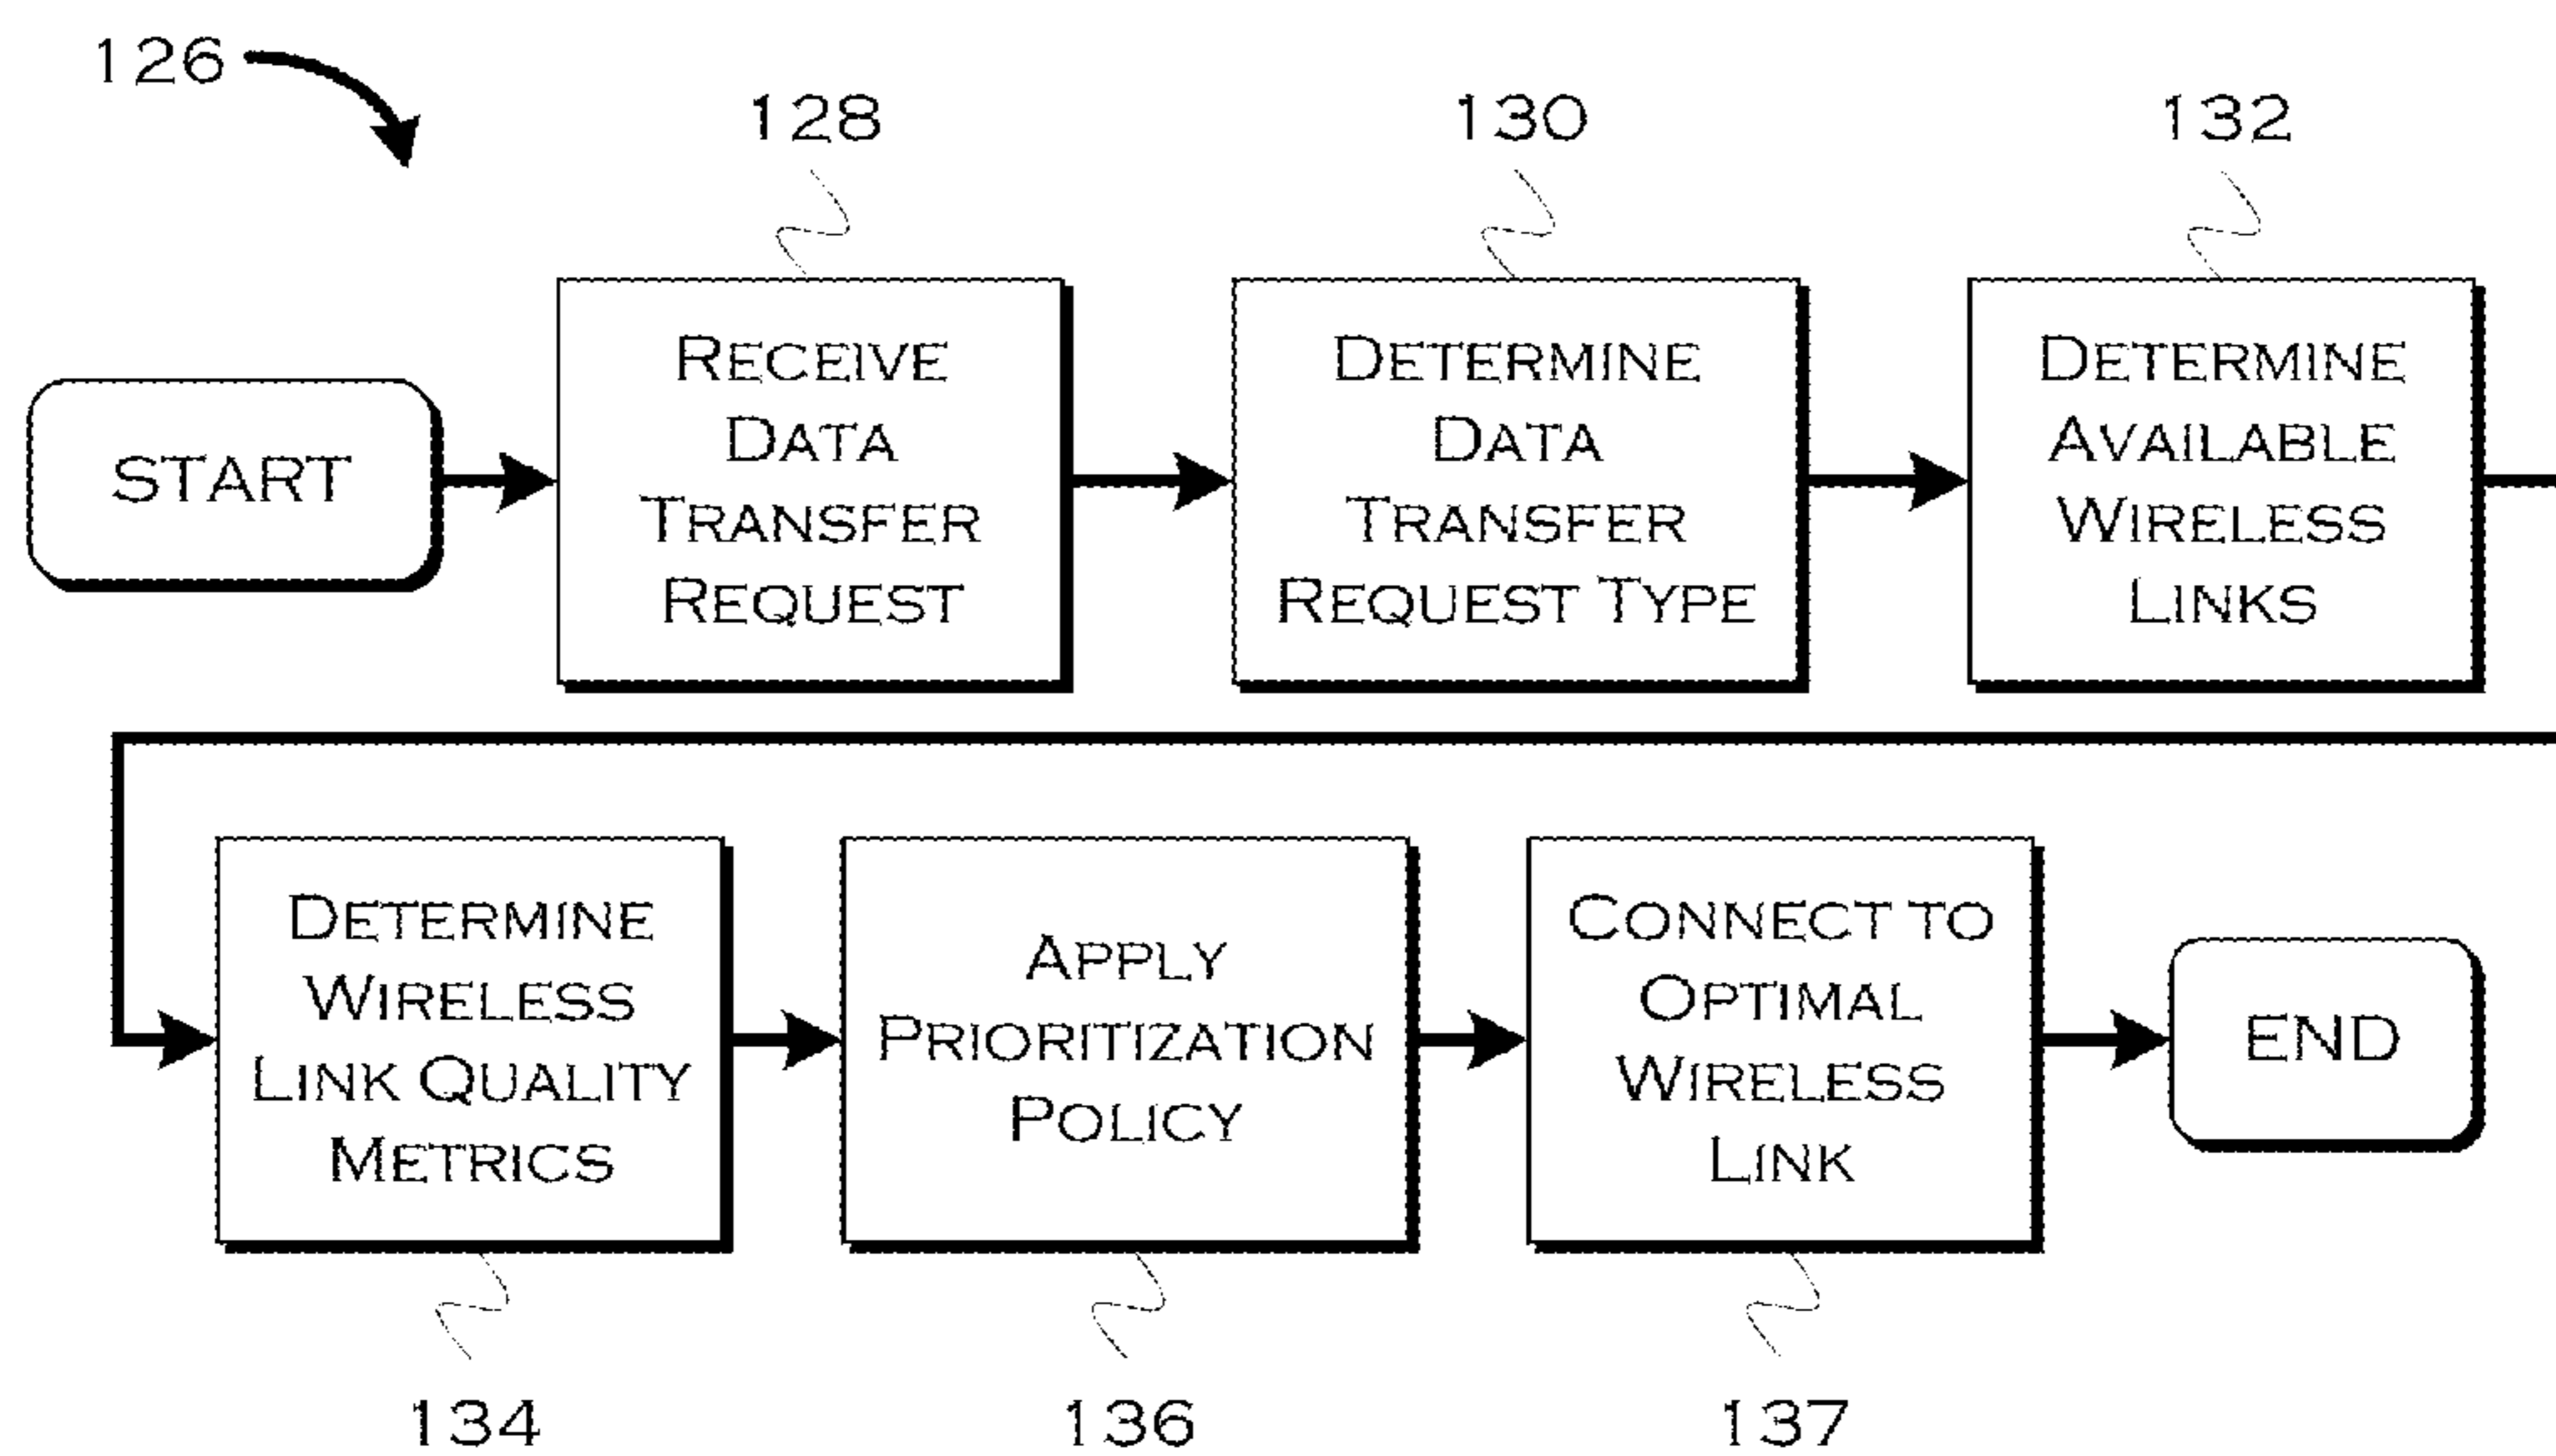 126
128
130
132
START
RECEIVE
DATA
TRANSFER
REQUEST
DETERMINE
DATA
TRANSFER
REQUEST TYPE
DETERMINE
AVAILABLE
WIRELESS
LINKS
DETERMINE
WIRELESS
LINK QUALITY
METRICS
APPLY
PRIORITIZATION
POLICY
CONNECT TO
OPTIMAL
WIRELESS
LINK
END
134
136
137